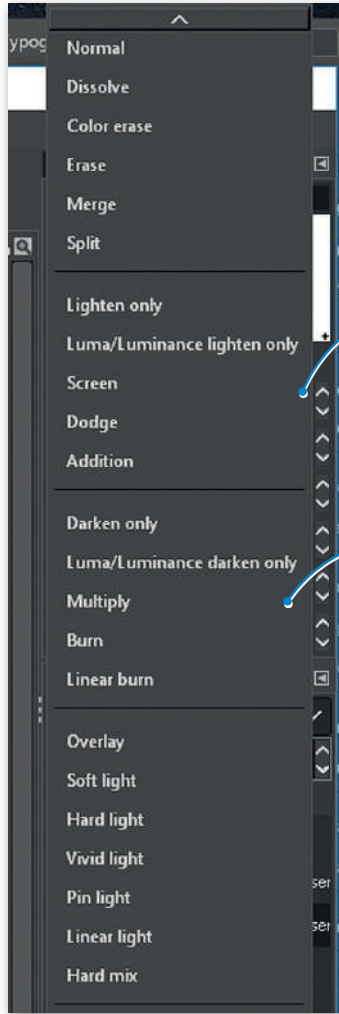 ypog
Normal
Dissolve
Color erase
Erase
Merge
Split
Lighten only
Luma/Luminance lighten only
Screen
Dodge
Addition
Darken only
Luma/Luminance darken only
Multiply
Burn
Linear burn
Overlay
Soft light
Hard light
Vivid light
ser
Pin light
ser
Linear light
Hard mix